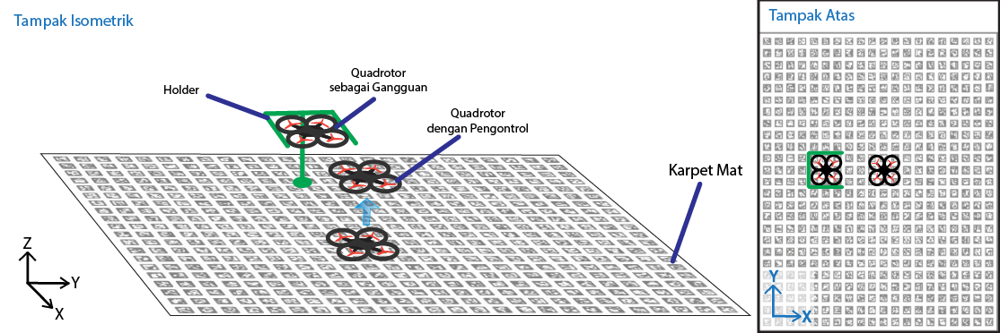 Tampak Isometrik
Holder
Quadrotor
sebagai Gangguan
Quadrotor
dengan Pengontrol
Karpet Mat
Z
Y
X
Tampak Atas
Y
X